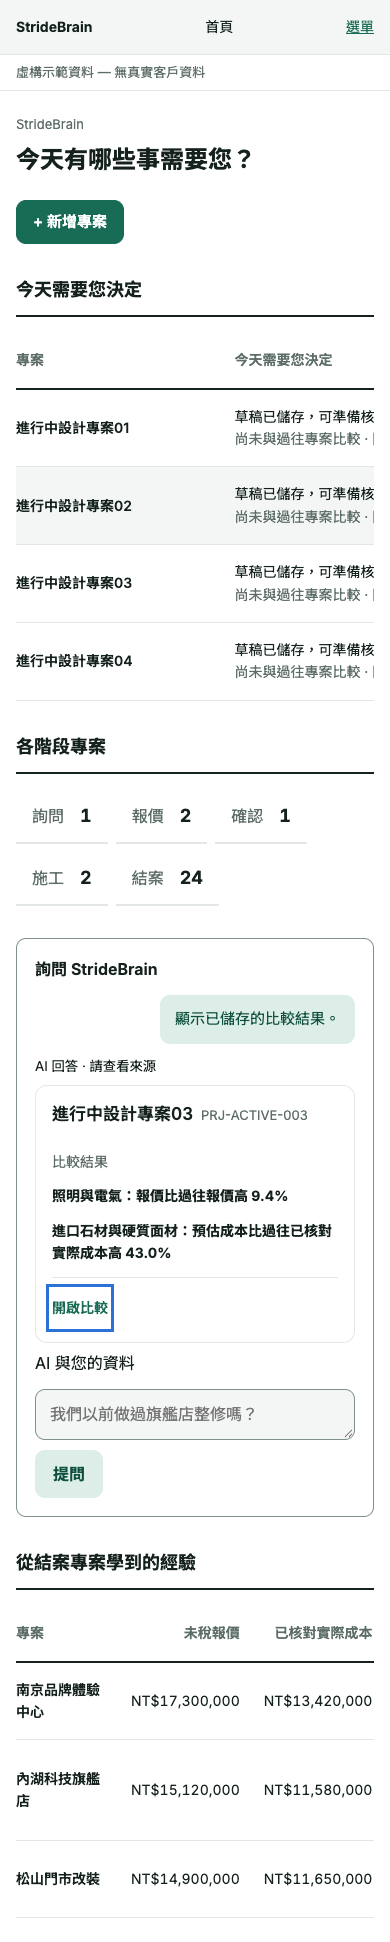 StrideBrain
首頁
選單
虛構示範資料 — 無真實客戶資料
StrideBrain
今天有哪些事需要您？
+ 新增專案
今天需要您決定
專案 今天需要您決定
進行中設計專案01 草稿已儲存，可準備核
尚未與過往專案比較 ·
進行中設計專案02 草稿已儲存，可準備核
尚未與過往專案比較 ·
進行中設計專案03 草稿已儲存，可準備核
尚未與過往專案比較 ·
進行中設計專案04 草稿已儲存，可準備核
尚未與過往專案比較 ·
各階段專案
詢問 1 報價 2 確認 1
施工 2 結案 24
詢問 StrideBrain
顯示已儲存的比較結果。
AI 回答 · 請查看來源
進行中設計專案03 PRJ-ACTIVE-003
比較結果
照明與電氣：報價比過往報價高 9.4%
進口石材與硬質面材：預估成本比過往已核對
實際成本高 43.0%
開啟比較
AI 與您的資料
我們以前做過旗艦店整修嗎？
提問
從結案專案學到的經驗
專案 未稅報價 已核對實際成本
南京品牌體驗
中心 NT$17,300,000 NT$13,420,000
內湖科技旗艦
店 NT$15,120,000 NT$11,580,000
松山門市改裝 NT$14,900,000 NT$11,650,000